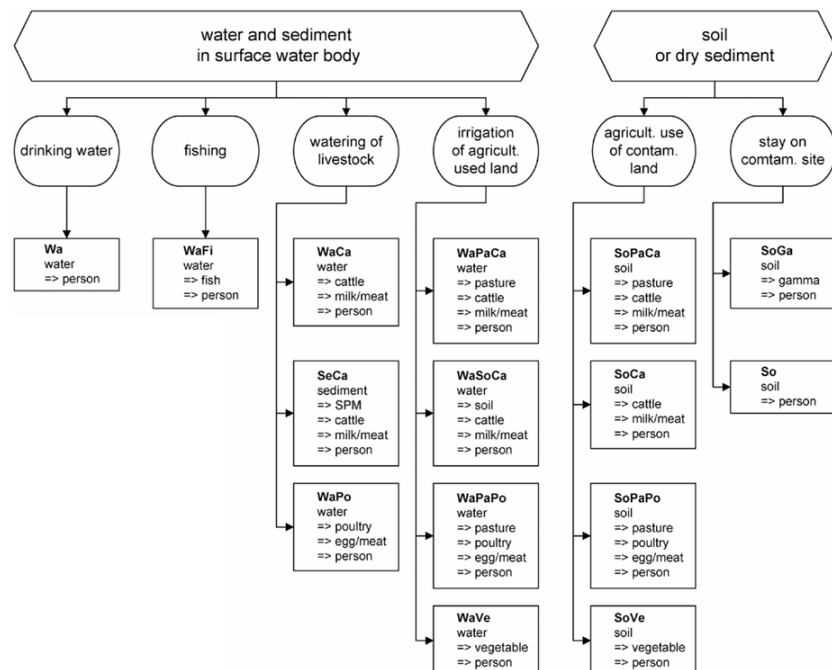 water and sediment
in surface water body
soil
or dry sediment
drinking water
fishing
watering of
livestock
irrigation
of agricult.
used land
agricult. use
of contam.
land
stay on
comtam. site
Wa
water
=> person
WaFi
water
=> fish
=> person
WaCa
water
=> cattle
=> milk/meat
=> person
SeCa
sediment
=> SPM
=> cattle
=> milk/meat
=> person
WaPo
water
=> poultry
=> egg/meat
=> person
WaPaCa
water
=> pasture
=> cattle
=> milk/meat
=> person
WaSoCa
water
=> soil
=> cattle
=> milk/meat
=> person
WaPaPo
water
=> pasture
=> poultry
=> egg/meat
=> person
WaVe
water
=> vegetable
=> person
SoPaCa
soil
=> pasture
=> cattle
=> milk/meat
=> person
SoCa
soil
=> cattle
=> milk/meat
=> person
SoPaPo
soil
=> pasture
=> poultry
=> egg/meat
=> person
SoVe
soil
=> vegetable
=> person
SoGa
soil
=> gamma
=> person
So
soil
=> person